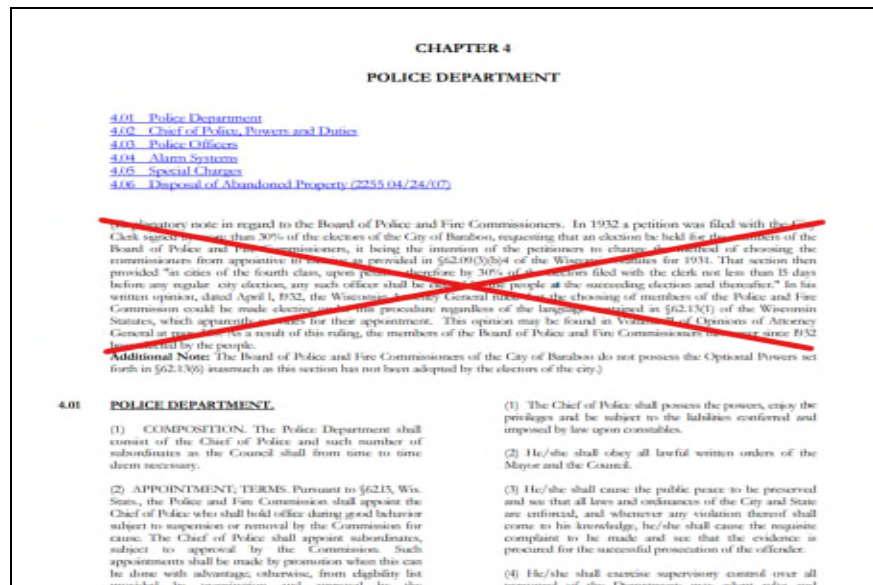 CHAPTER 4
POLICE DEPARTMENT
4.01 Police Department
4.02 Chief of Police, Powers and Duties
4.03 Police Officers
4.04 Alarm Systems
4.05 Special Charges
4.06 Disposal of Abandoned Property (2255 04/24/07)
note in regard to the Board of Police and Fire Commissioners. In 1932 a petition was filed with the
Clerk signed than 30% of the electors of the City of Baraboo, requesting that an election be held for the members of the
Board of Police and Fire Commissioners, it being the intention of the petitioners to change the method of choosing the
commissioners from appointive to as provided in §62.09(3)(b)4 of the Wisconsin Statutes for 1931. That section then
provided "in cities of the fourth class, upon therefore by 30% of the electors filed with the clerk not less than 15 days
before any regular city election, any such officer shall be the people at the succeeding election and thereafter." In his
written opinion, dated April 1, 1932, the Wisconsin Attorney General the choosing of members of the Police and Fire
Commission could be made elective this procedure regardless of the language contained in §62.13(1) of the Wisconsin
Statutes, which apparently for their appointment. This opinion may be found in of Opinions of Attorney
General at a result of this ruling, the members of the Board of Police and Fire Commissioners since 1932
by the people.
Additional Note: The Board of Police and Fire Commissioners of the City of Baraboo do not possess the Optional Powers set
forth in §62.13(6) inasmuch as this section has not been adopted by the electors of the city.)
4.01 POLICE DEPARTMENT.
(1) COMPOSITION. The Police Department shall
consist of the Chief of Police and such number of
subordinates as the Council shall from time to time
deem necessary.
(2) APPOINTMENT; TERMS. Pursuant to §62.13, Wis.
Stats., the Police and Fire Commission shall appoint the
Chief of Police who shall hold office during good behavior
subject to suspension or removal by the Commission for
cause. The Chief of Police shall appoint subordinates,
subject to approval by the Commission. Such
appointments shall be made by promotion when this can
be done with advantage, otherwise, from eligibility list
(1) The Chief of Police shall possess the powers, enjoy the
privileges and be subject to the liabilities conferred and
imposed by law upon constables.
(2) He/she shall obey all lawful written orders of the
Mayor and the Council.
(3) He/she shall cause the public peace to be preserved
and see that all laws and ordinances of the City and State
are enforced, and whenever any violation thereof shall
come to his knowledge, he/she shall cause the requisite
complaint to be made and see that the evidence is
procured for the successful prosecution of the offender.
(4) He/she shall exercise supervisory control over all